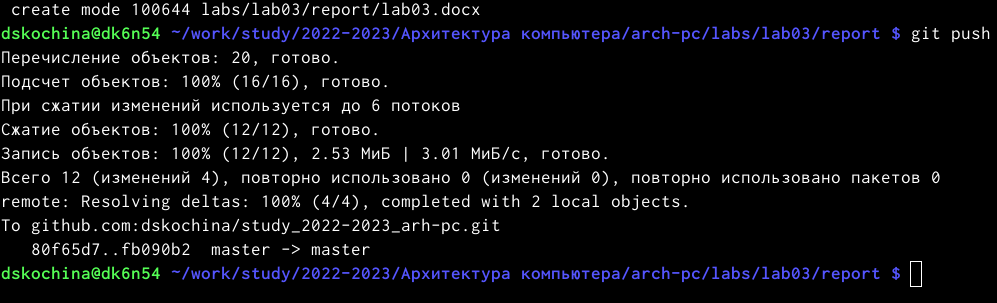 create mode 100644 labs/lab03/report/lab03.docx
dskochina@dk6n54 ~/work/study/2022-2023/Архитектура компьютера/arch-pc/labs/lab03/report $ git push
Перечисление объектов: 20, готово.
Подсчет объектов: 100% (16/16), готово.
При сжатии изменений используется до 6 потоков
Сжатие объектов: 100% (12/12), готово.
Запись объектов: 100% (12/12), 2.53 МиБ | 3.01 МиБ/с, готово.
Всего 12 (изменений 4), повторно использовано 0 (изменений 0), повторно использовано пакетов 0
remote: Resolving deltas: 100% (4/4), completed with 2 local objects.
To github.com:dskochina/study_2022-2023_arh-pc.git
   80f65d7..fb090b2  master -> master
dskochina@dk6n54 ~/work/study/2022-2023/Архитектура компьютера/arch-pc/labs/lab03/report $